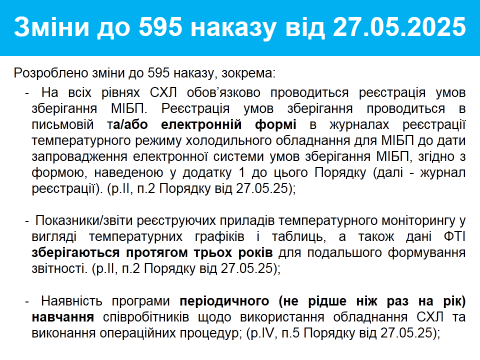 Зміни до 595 наказу від 27.05.2025
Розроблено зміни до 595 наказу, зокрема:
- На всіх рівнях СХЛ обов’язково проводиться реєстрація умов
зберігання МІБП. Реєстрація умов зберігання проводиться в
письмовій та/або електронній формі в журналах реєстрації
температурного режиму холодильного обладнання для МІБП до дати
запровадження електронної системи умов зберігання МІБП, згідно з
формою, наведеною у додатку 1 до цього Порядку (далі - журнал
реєстрації). (р.ІІ, п.2 Порядку від 27.05.25);
- Показники/звіти реєструючих приладів температурного моніторингу у
вигляді температурних графіків і таблиць, а також дані ФТІ
зберігаються протягом трьох років для подальшого формування
звітності. (р.ІІ, п.2 Порядку від 27.05.25);
- Наявність програми періодичного (не рідше ніж раз на рік)
навчання співробітників щодо використання обладнання СХЛ та
виконання операційних процедур; (р.IV, п.5 Порядку від 27.05.25);